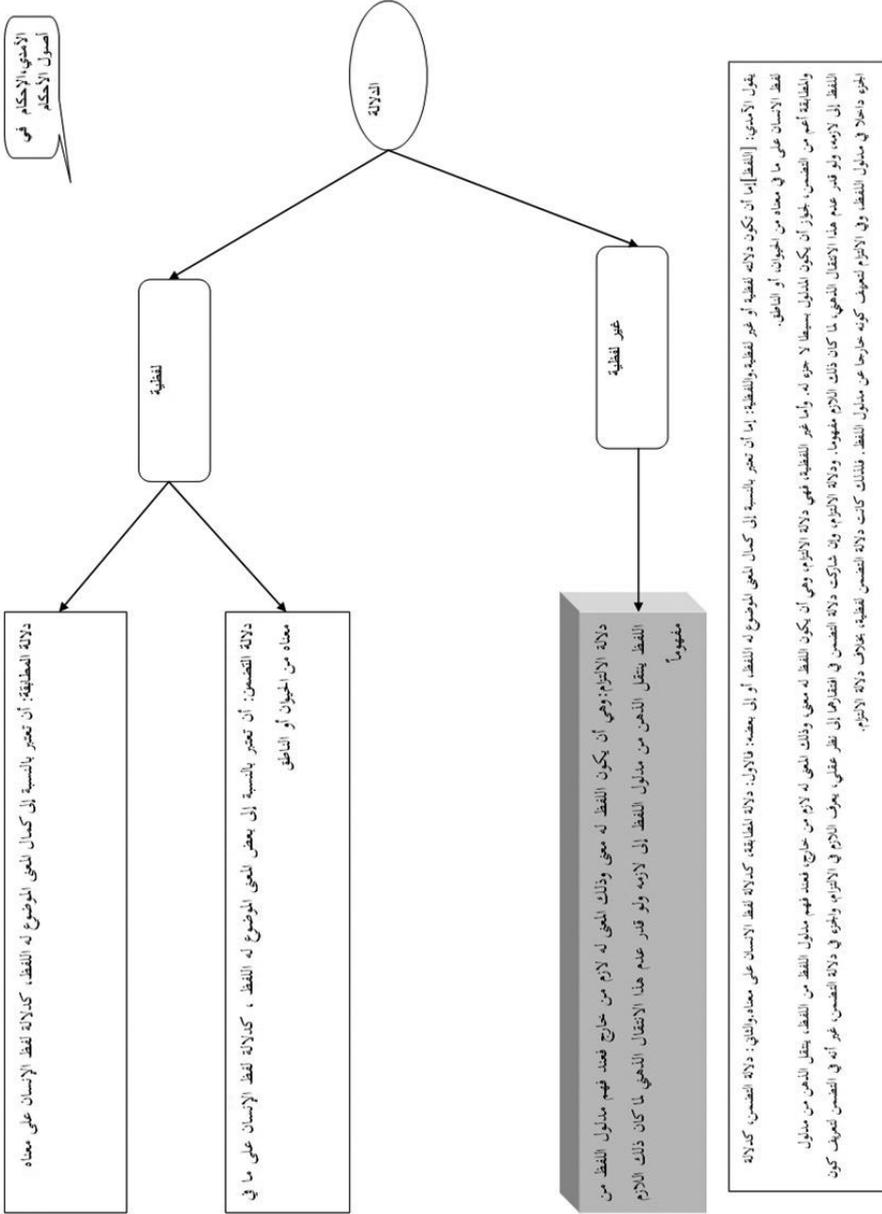 الأمدي،الإحكام في
أصول الأحكام
الدلالة
لفظية
غير لفظية
دلالة المطابقة: أن تعتبر بالنسبة إلى كمال المعنى الموضوع له اللفظ، كدلالة لفظ الإنسان على معناه
دلالة التضمن: أن تعتبر بالنسبة إلى بعض المعنى الموضوع له اللفظ ، كدلالة لفظ الإنسان على ما في
معناه من الحيوان أو الناطق
دلالة الالتزام:وهي أن يكون اللفظ له معنى وذلك المعنى له لازم من خارج فعند فهم مدلول اللفظ من
اللفظ ينتقل الذهن من مدلول اللفظ إلى لازمه ولو قدر عدم هذا الانتقال الذهني لما كان ذلك اللازم
مفهوماً
يقول الأمدي: [اللفظ]إما أن تكون دلالته لفظية أو غير لفظية.واللفظية: إما أن تعتبر بالنسبة إلى كمال المعنى الموضوع له اللفظ، أو إلى بعضه: فالاول: دلالة المطابقة، كدلالة لفظ الانسان على معناه.والثاني: دلالة التضمن، كدلالة
لفظ الانسان على ما في معناه من الحيوان، أو الناطق.
والمطابقة أعم من التضمن، لجواز أن يكون المدلول بسيطا لا جزء له. وأما غير اللفظية، فهي دلالة الالتزام، وهي أن يكون اللفظ له معنى، وذلك المعنى له لازم من خارج، فعند فهم مدلول اللفظ من اللفظ، ينتقل الذهن من مدلول
اللفظ إلى لازمه، ولو قدر عدم هذا الانتقال الذهني، لما كان ذلك اللازم مفهوما. ودلالة الالتزام، وإن شاركت دلالة التضمن في افتقارهما إلى نظر عقلي، يعرف اللازم في الالتزام، والجزء في دلالة التضمن، غير أنه في التضمن لتعريف كون
الجزء داخلا في مدلول اللفظ، وفي الالتزام لتعريف كونه خارجا عن مدلول اللفظ. فلذلك كانت دلالة التضمن لفظية، بخلاف دلالة الالتزام.